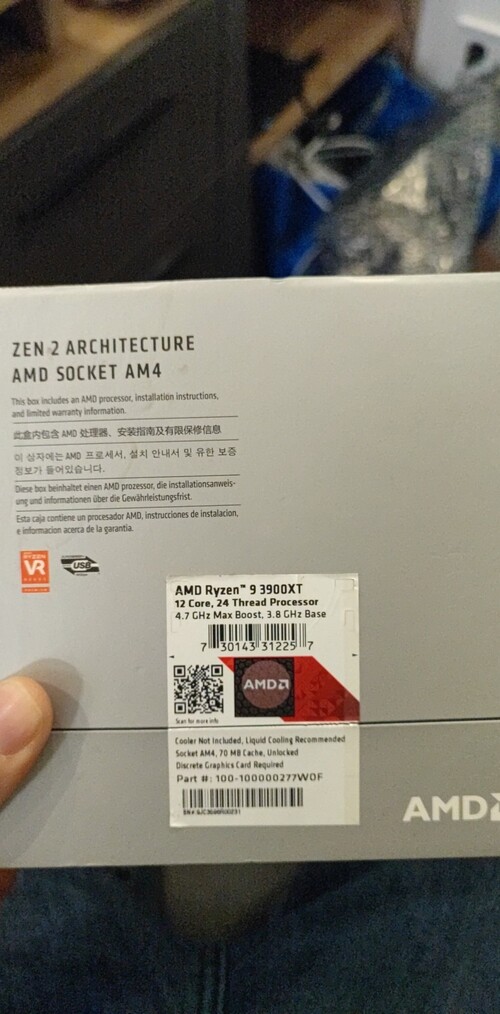 ZEN 2 ARCHITECTURE
AMD SOCKET AM4
This box includes an AMD processor, installation instructions,
and limited warranty information.
此盒内包含 AMD 处理器、安装指南及有限保修信息
이 상자에는 AMD 프로세서, 설치 안내서 및 유한 보증
정보가 들어있습니다.
Diese box beinhaltet einen AMD prozessor, die installationsanweis-
ung und informationen über die Gewährleistungsfrist.
Esta caja contiene un procesador AMD, instrucciones de instalacion,
e informacion acerca de la garantia.
RYZEN
VR
USB
AMD Ryzen™ 9 3900XT
12 Core, 24 Thread Processor
4.7 GHz Max Boost, 3.8 GHz Base
7 30143 31225 7
AMD
Scan for more info
Cooler Not Included, Liquid Cooling Recommended
Socket AM4, 70 MB Cache, Unlocked
Discrete Graphics Card Required
Part #: 100-100000277WOF
AMD